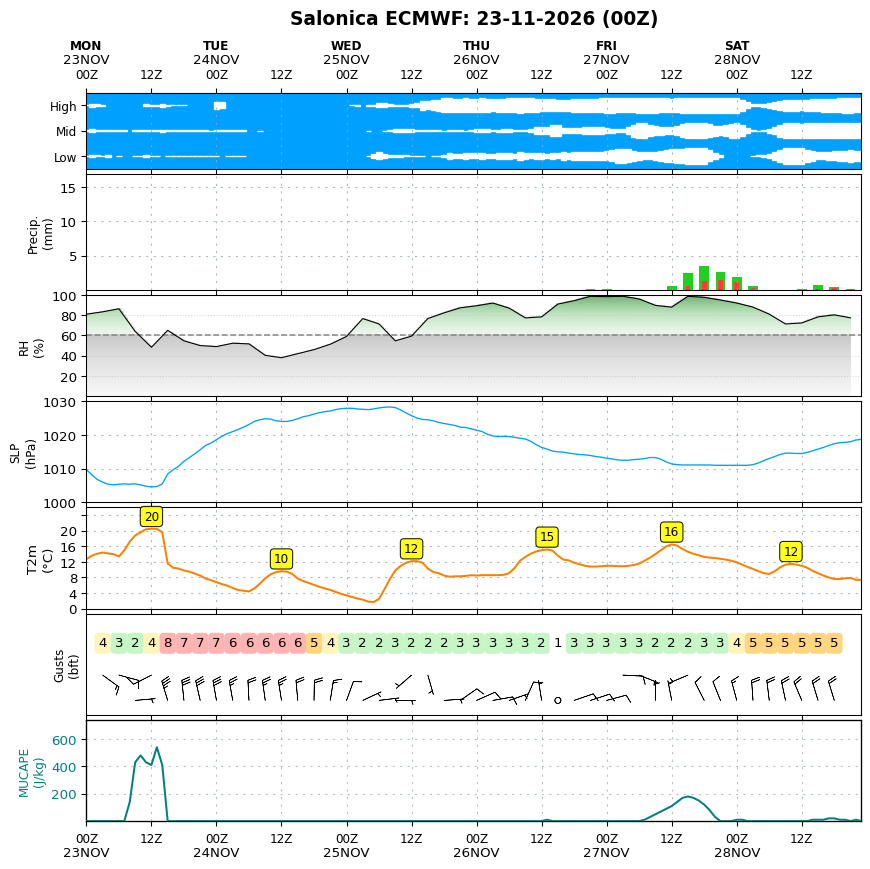 Salonica ECMWF: 23-11-2026 (00Z)
MON TUE WED THU FRI SAT
23NOV 24NOV 25NOV 26NOV 27NOV 28NOV
00Z 12Z 00Z 12Z 00Z 12Z 00Z 12Z 00Z 12Z 00Z 12Z
High
Mid
Low
Precip.
(mm)
15
10
5
RH
(%)
100
80
60
40
20
SLP
(hPa)
1030
1020
1010
1000
T2m
(°C)
20
16
12
8
4
0
20 10 12 15 16 12
Gusts
(bft)
4 3 2 4 8 7 7 7 6 6 6 6 6 5 4 3 2 2 3 2 2 2 3 3 3 3 3 2 1 3 3 3 3 3 2 2 2 3 3 4 5 5 5 5 5 5
MUCAPE
(J/kg)
600
400
200
00Z 12Z 00Z 12Z 00Z 12Z 00Z 12Z 00Z 12Z 00Z 12Z
23NOV 24NOV 25NOV 26NOV 27NOV 28NOV